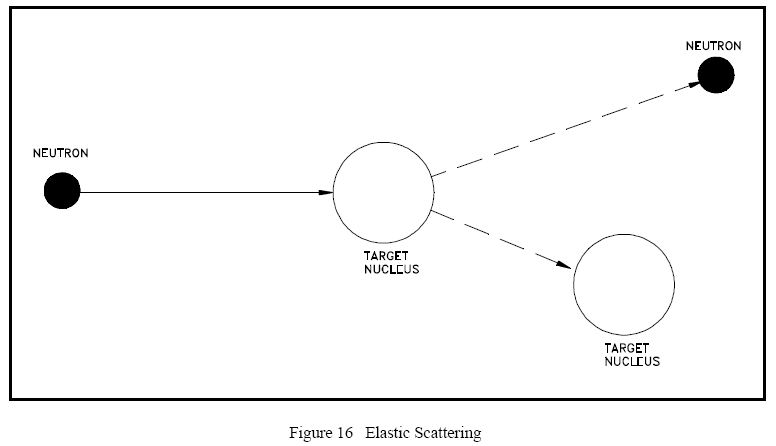 NEUTRON
NEUTRON
TARGET
NUCLEUS
TARGET
NUCLEUS
Figure 16 Elastic Scattering